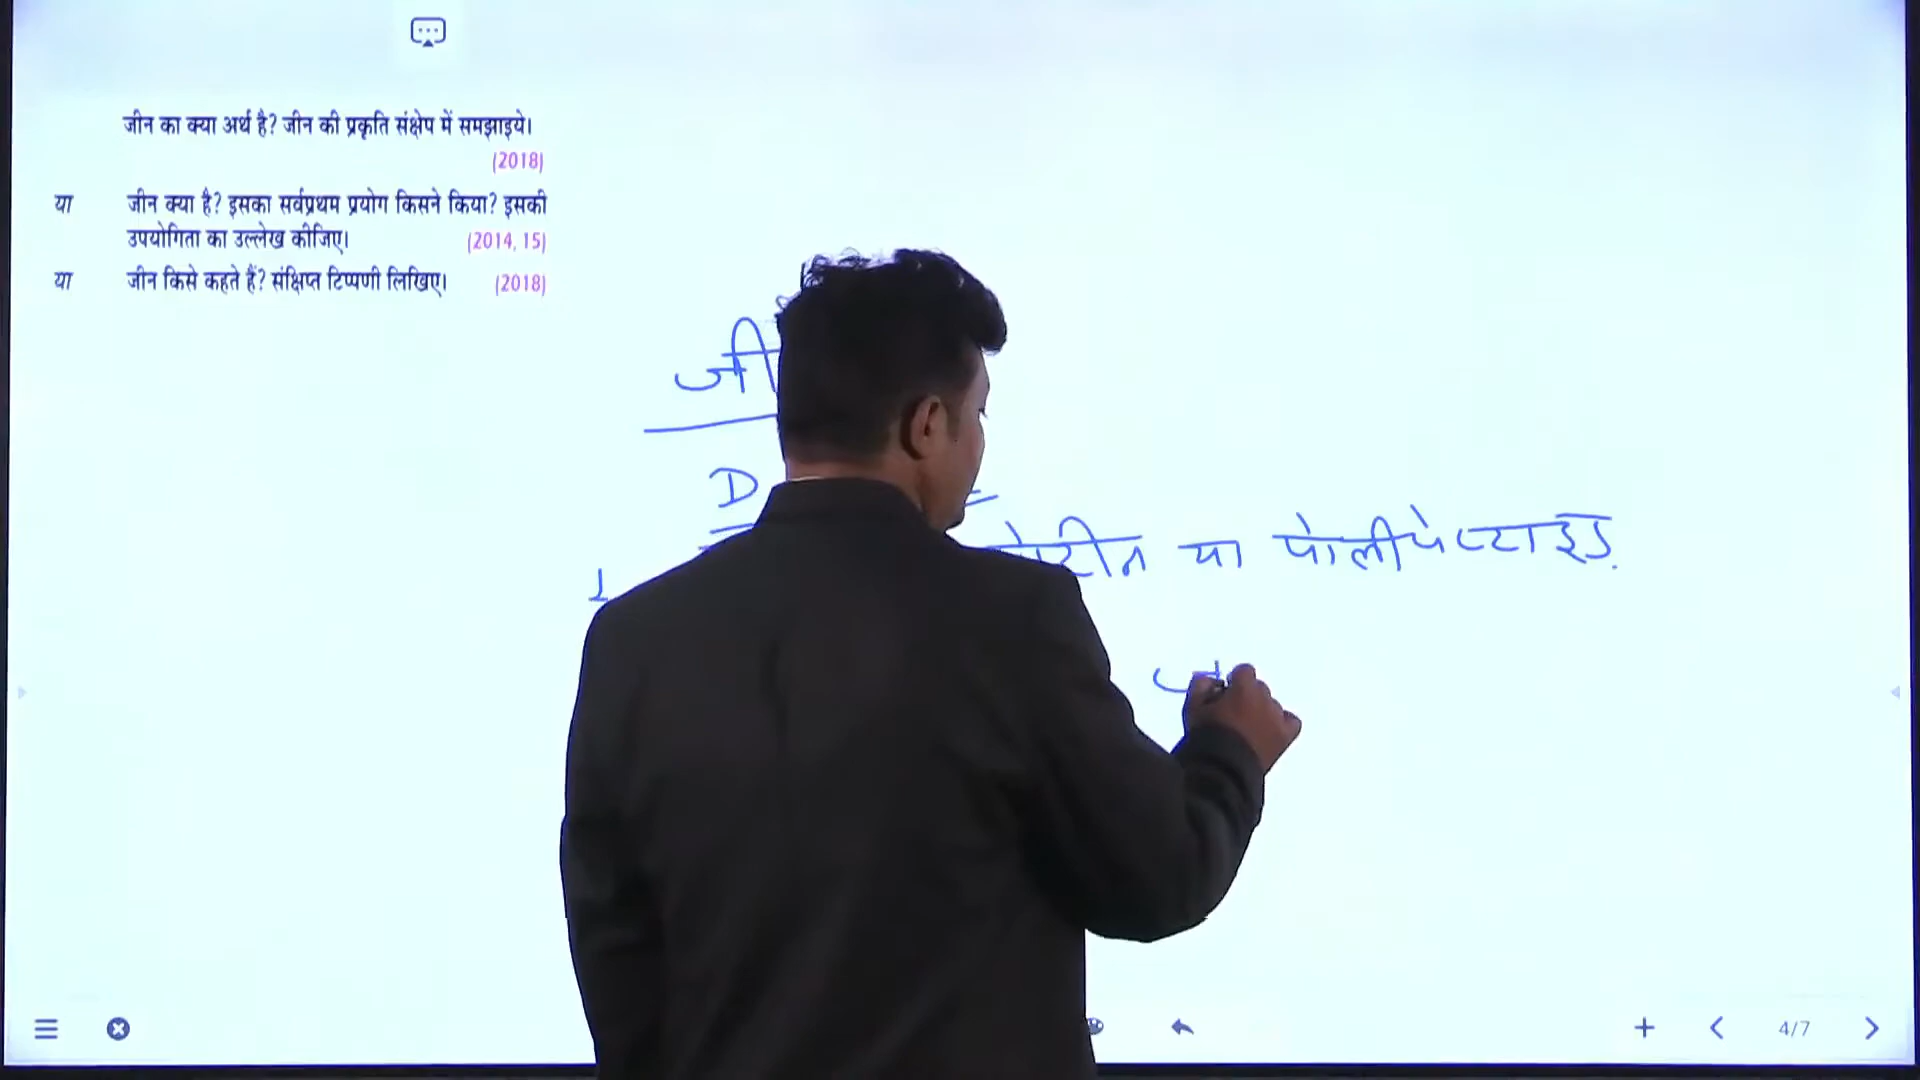 जीन का क्या अर्थ है? जीन की प्रकृति संक्षेप में समझाइये।
(2018)
या जीन क्या है? इसका सर्वप्रथम प्रयोग किसने किया? इसकी
उपयोगिता का उल्लेख कीजिए। (2014, 15)
या जीन किसे कहते हैं? संक्षिप्त टिप्पणी लिखिए। (2018)
जी
D
या पोलीपेप्टाइड
4/7